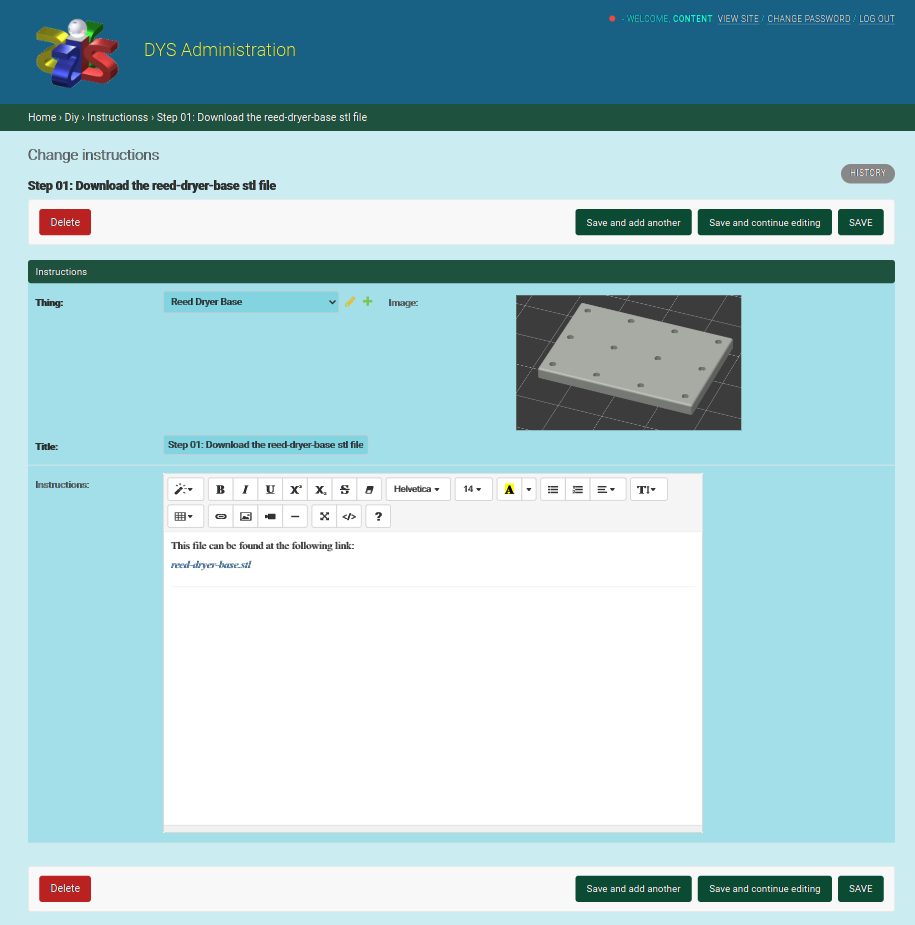 - WELCOME, CONTENT. VIEW SITE / CHANGE PASSWORD / LOG OUT
DYS Administration
Home › Diy › Instructionss › Step 01: Download the reed-dryer-base stl file
Change instructions
HISTORY
Step 01: Download the reed-dryer-base stl file
Delete Save and add another Save and continue editing SAVE
Instructions
Thing: Reed Dryer Base Image:
Title: Step 01: Download the reed-dryer-base stl file
Instructions:
B I U X² X₂ S Helvetica 14 A T!
</> ?
This file can be found at the following link:
reed-dryer-base.stl
Delete Save and add another Save and continue editing SAVE